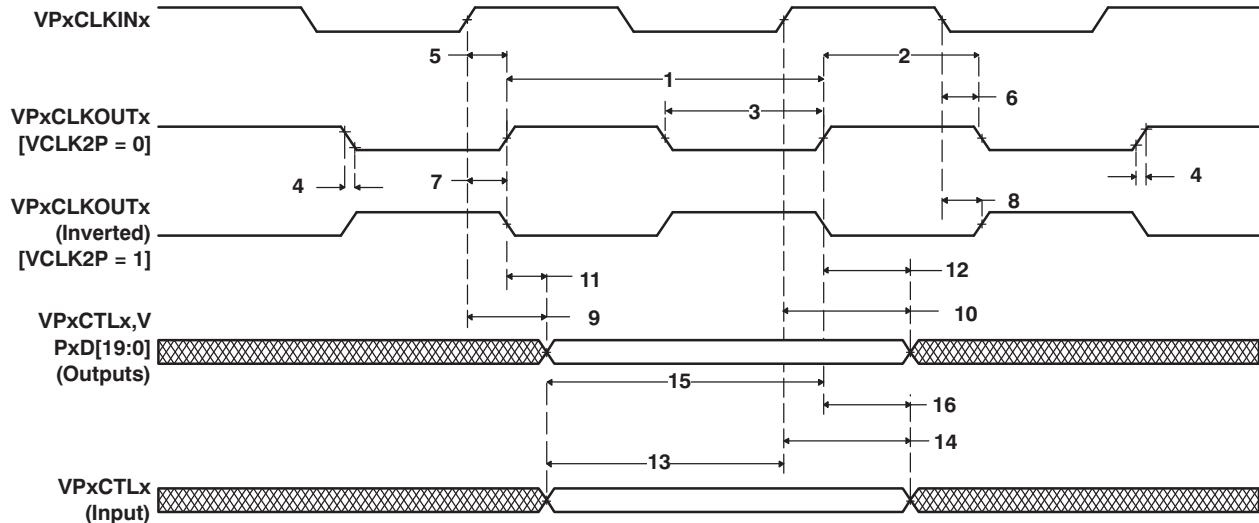 VPxCLKINx
5
1
2
3
6
VPxCLKOUTx
[VCLK2P = 0]
4
7
4
8
VPxCLKOUTx
(Inverted)
[VCLK2P = 1]
11
12
9
10
VPxCTLx,V
PxD[19:0]
(Outputs)
15
16
14
13
VPxCTLx
(Input)